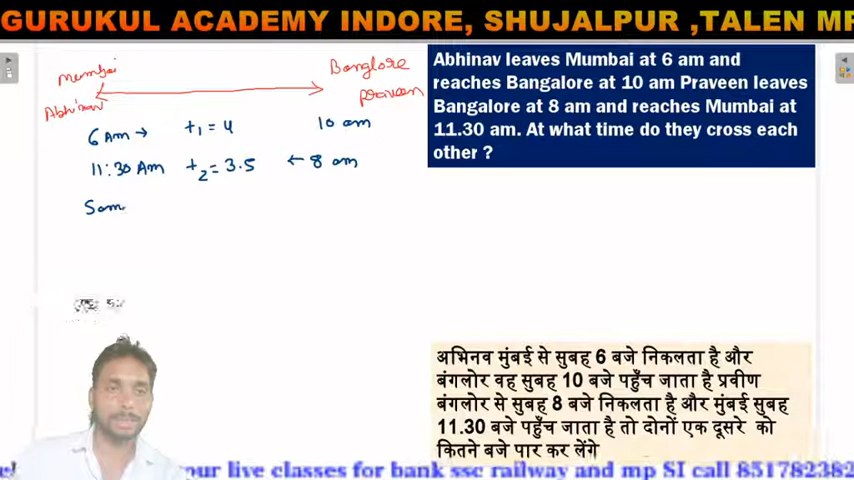 GURUKUL ACADEMY INDORE, SHUJALPUR ,TALEN MP
Mumbai
Banglore
Abhinav
Praveen
6 Am → t1 = 4 10 am
11:30 Am t2 = 3.5 ← 8 am
Sam
Abhinav leaves Mumbai at 6 am and
reaches Bangalore at 10 am Praveen leaves
Bangalore at 8 am and reaches Mumbai at
11.30 am. At what time do they cross each
other ?
अभिनव मुंबई से सुबह 6 बजे निकलता है और
बंगलोर वह सुबह 10 बजे पहुँच जाता है प्रवीण
बंगलोर से सुबह 8 बजे निकलता है और मुंबई सुबह
11.30 बजे पहुँच जाता है तो दोनों एक दूसरे को
कितने बजे पार कर लेंगे
our live classes for bank ssc railway and mp SI call 851782382